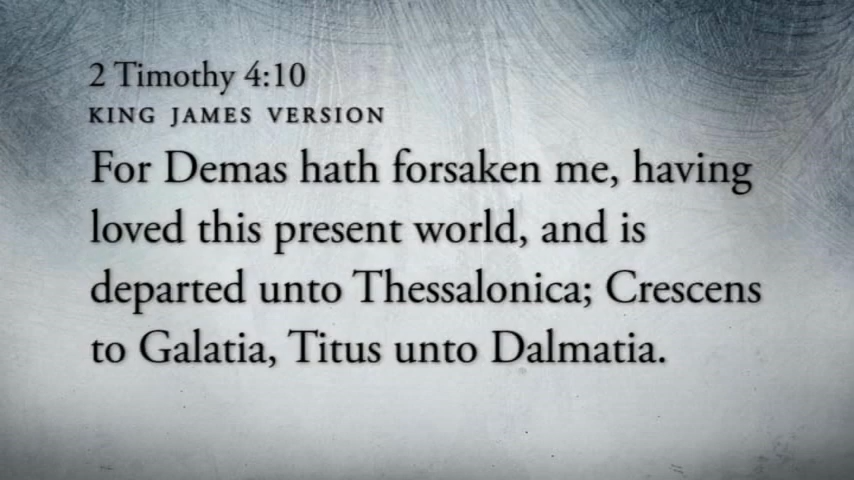 2 Timothy 4:10
KING JAMES VERSION
For Demas hath forsaken me, having
loved this present world, and is
departed unto Thessalonica; Crescens
to Galatia, Titus unto Dalmatia.